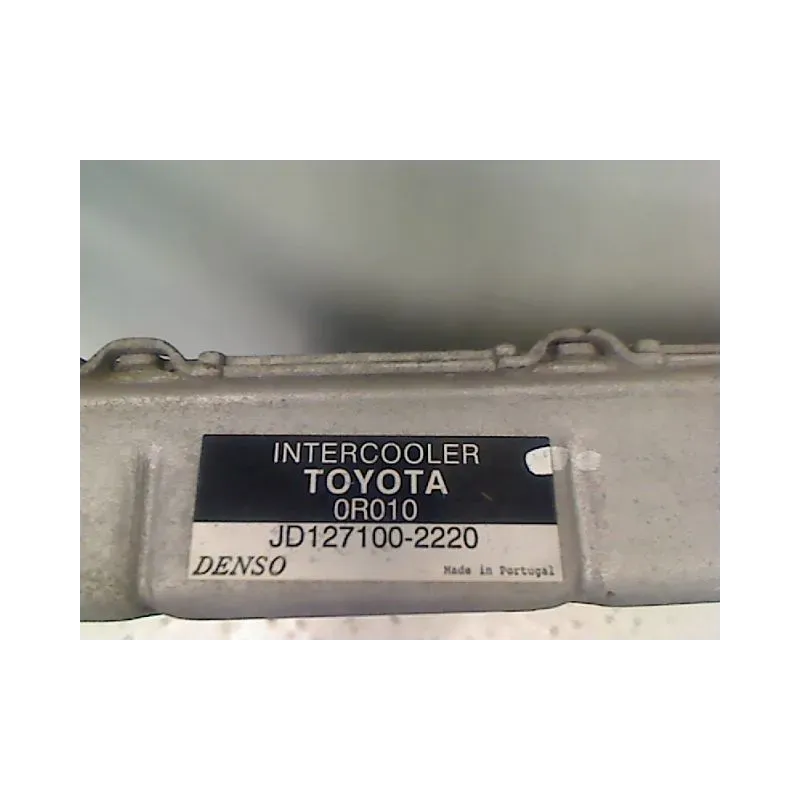 INTERCOOLER
TOYOTA
0R010
JD127100-2220
DENSO Made in Portugal